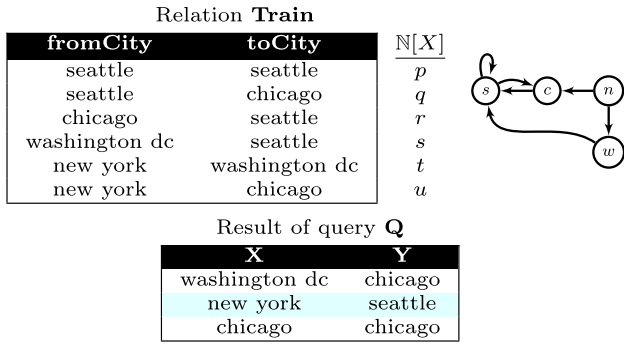 Relation Train
fromCity toCity ℕ[X]
seattle seattle p
seattle chicago q
chicago seattle r
washington dc seattle s
new york washington dc t
new york chicago u
s c n
w
Result of query Q
X Y
washington dc chicago
new york seattle
chicago chicago